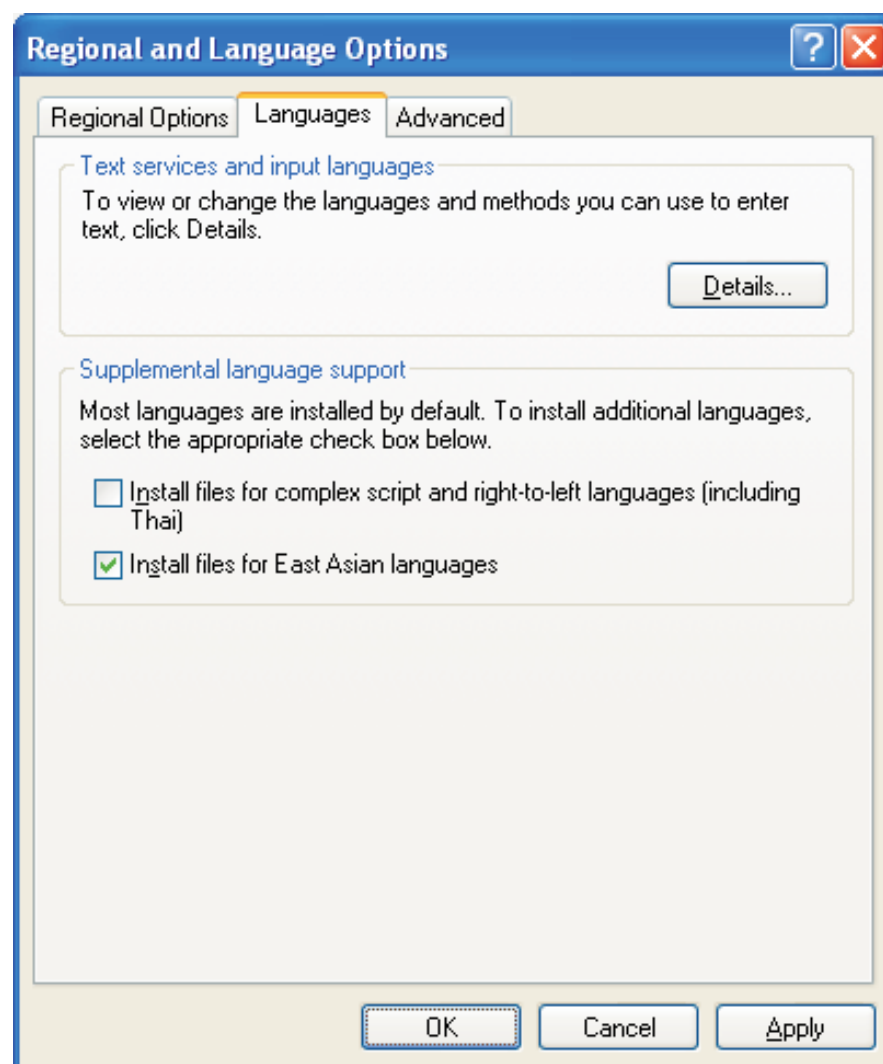 Regional and Language Options
Regional Options
Languages
Advanced
Text services and input languages
To view or change the languages and methods you can use to enter
text, click Details.
Details...
Supplemental language support
Most languages are installed by default. To install additional languages,
select the appropriate check box below.
Install files for complex script and right-to-left languages (including
Thai)
Install files for East Asian languages
OK
Cancel
Apply